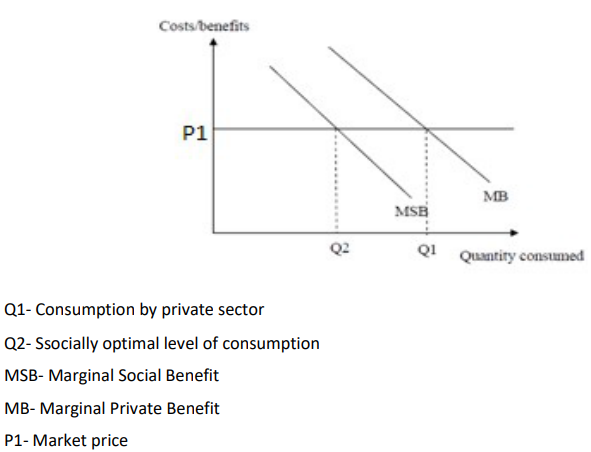 Costs/benefits
P1
MB
MSB
Q2
Q1
Quantity consumed
Q1- Consumption by private sector
Q2- Ssocially optimal level of consumption
MSB- Marginal Social Benefit
MB- Marginal Private Benefit
P1- Market price